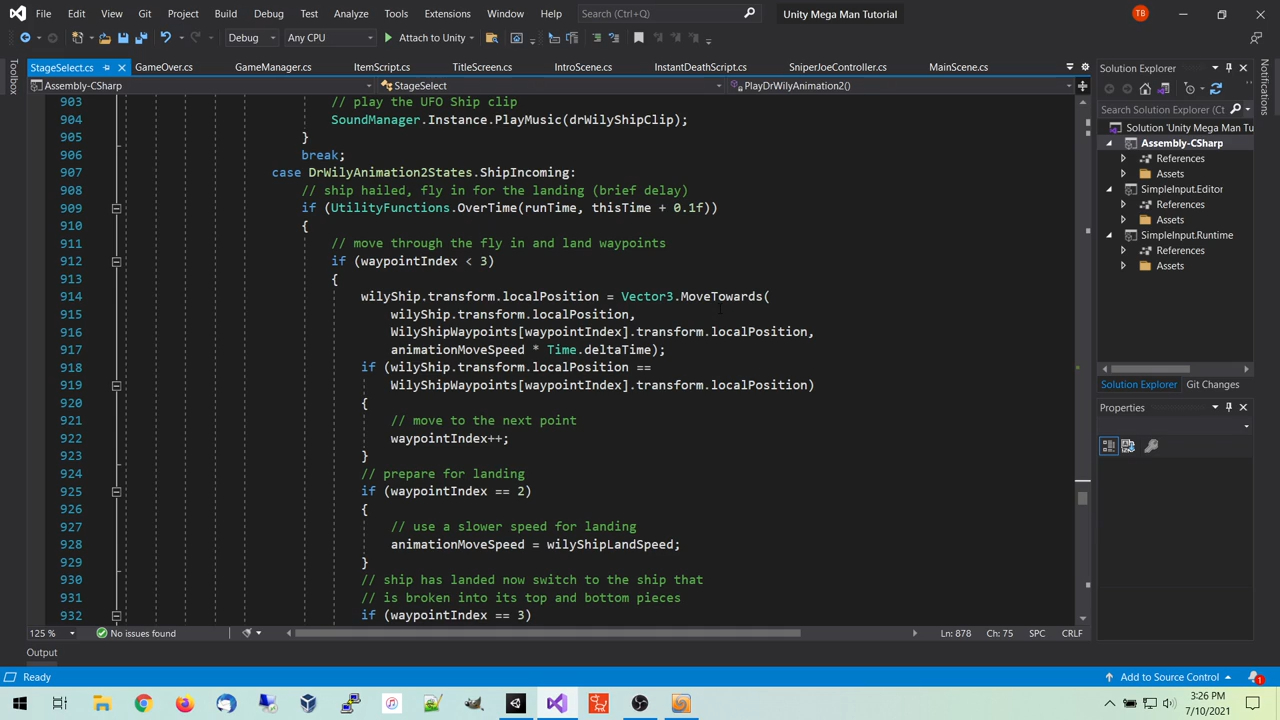 File Edit View Git Project Build Debug Test Analyze Tools Extensions Window Help Search (Ctrl+Q) Unity Mega Man Tutorial TB
Debug Any CPU Attach to Unity
Toolbox
StageSelect.cs GameOver.cs GameManager.cs ItemScript.cs TitleScreen.cs IntroScene.cs InstantDeathScript.cs SniperJoeController.cs MainScene.cs
Assembly-CSharp StageSelect PlayDrWilyAnimation2()
903 // play the UFO Ship clip
904 SoundManager.Instance.PlayMusic(drWilyShipClip);
905 }
906 break;
907 case DrWilyAnimation2States.ShipIncoming:
908 // ship hailed, fly in for the landing (brief delay)
909 if (UtilityFunctions.OverTime(runTime, thisTime + 0.1f))
910 {
911 // move through the fly in and land waypoints
912 if (waypointIndex < 3)
913 {
914 wilyShip.transform.localPosition = Vector3.MoveTowards(
915 wilyShip.transform.localPosition,
916 WilyShipWaypoints[waypointIndex].transform.localPosition,
917 animationMoveSpeed * Time.deltaTime);
918 if (wilyShip.transform.localPosition ==
919 WilyShipWaypoints[waypointIndex].transform.localPosition)
920 {
921 // move to the next point
922 waypointIndex++;
923 }
924 // prepare for landing
925 if (waypointIndex == 2)
926 {
927 // use a slower speed for landing
928 animationMoveSpeed = wilyShipLandSpeed;
929 }
930 // ship has landed now switch to the ship that
931 // is broken into its top and bottom pieces
932 if (waypointIndex == 3)
125 % No issues found Ln: 878 Ch: 75 SPC CRLF
Solution Explorer
Search Solution Explorer (Ct
Solution 'Unity Mega Man Tu
Assembly-CSharp
References
Assets
SimpleInput.Editor
References
Assets
SimpleInput.Runtime
References
Assets
Solution Explorer Git Changes
Properties
Notifications
Output
Ready Add to Source Control 1
3:26 PM
7/10/2021